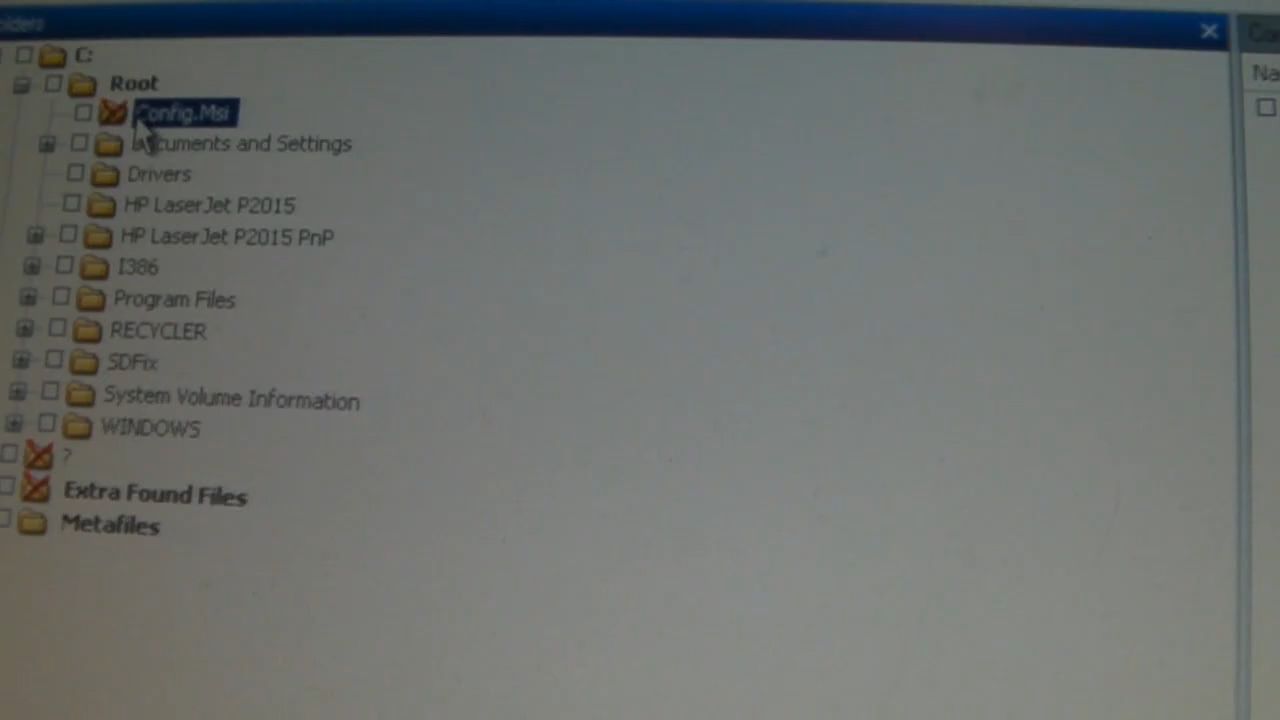 C:
Root
Config.Msi
Documents and Settings
Drivers
HP LaserJet P2015
HP LaserJet P2015 PnP
I386
Program Files
RECYCLER
SDFix
System Volume Information
WINDOWS
?
Extra Found Files
Metafiles